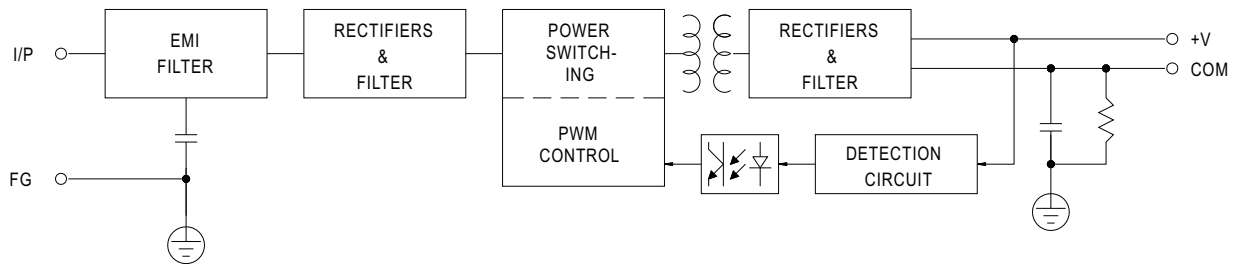 I/P
EMI
FILTER
RECTIFIERS
&
FILTER
POWER
SWITCH-
ING
PWM
CONTROL
RECTIFIERS
&
FILTER
+V
COM
DETECTION
CIRCUIT
FG